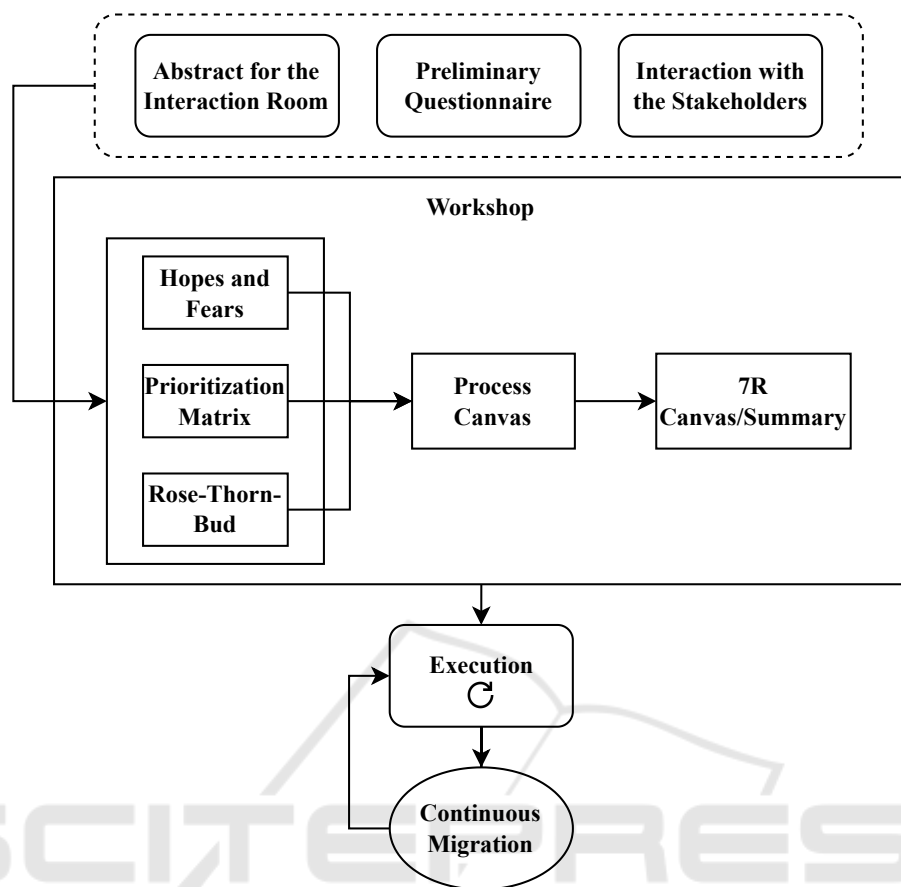 Abstract for the
Interaction Room
Preliminary
Questionnaire
Interaction with
the Stakeholders
Workshop
Hopes and
Fears
Prioritization
Matrix
Rose-Thorn-
Bud
Process
Canvas
7R
Canvas/Summary
Execution
Continuous
Migration
SCITEPRESS